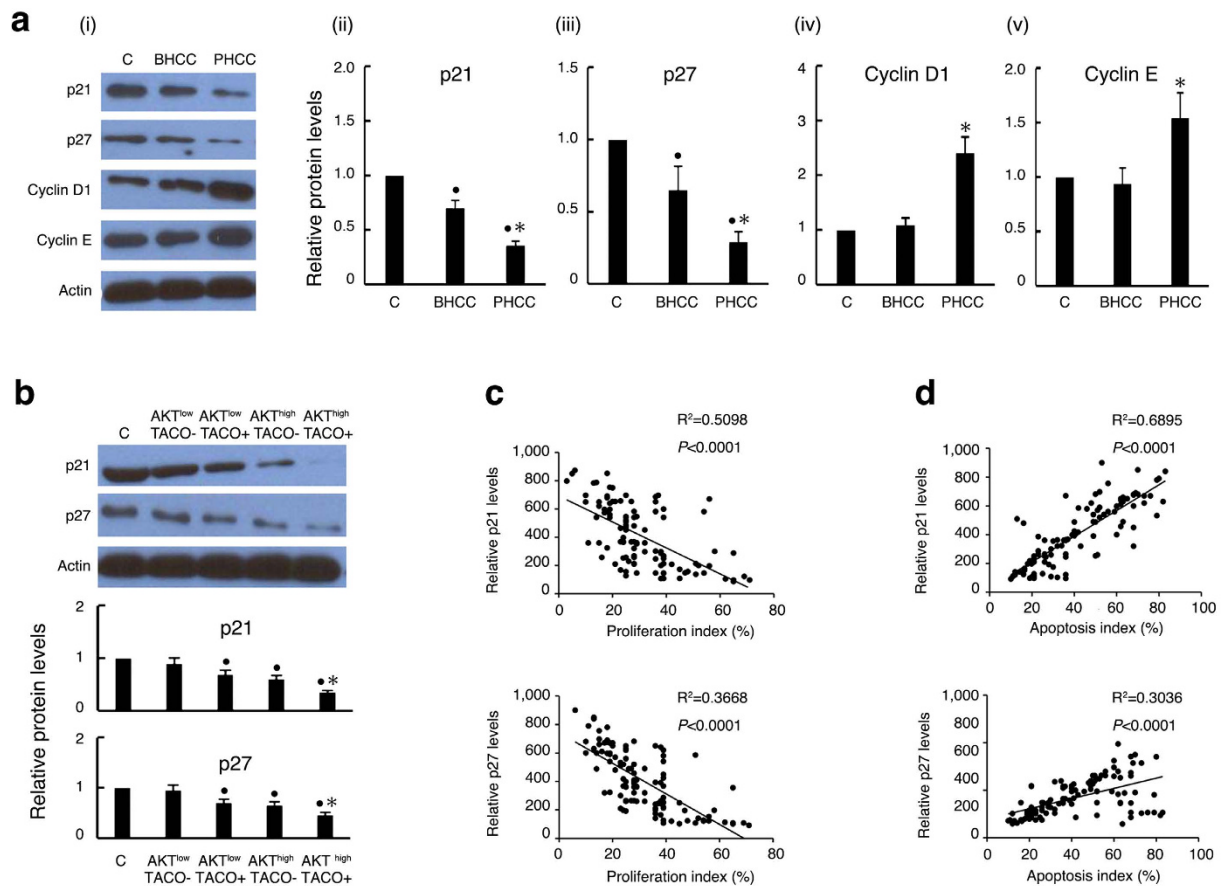 a
(i)
(ii)
(iii)
(iv)
(v)
C BHCC PHCC
p21
p27
Cyclin D1
Cyclin E
Actin
Relative protein levels
p21
2.0
1.5
1.0
0.5
0
C BHCC PHCC
p27
1.5
1.0
0.5
0
C BHCC PHCC
Cyclin D1
4
3
2
1
0
C BHCC PHCC
Cyclin E
2.0
1.5
1.0
0.5
0
C BHCC PHCC
b
AKTlow AKTlow AKThigh AKThigh
C TACO- TACO+ TACO- TACO+
p21
p27
Actin
Relative protein levels
p21
2
1
0
p27
2
1
0
C AKTlow AKTlow AKThigh AKT high
TACO- TACO+ TACO- TACO+
c
R²=0.5098
P<0.0001
Relative p21 levels
1,000
800
600
400
200
0
0 20 40 60 80
Proliferation index (%)
R²=0.3668
P<0.0001
Relative p27 levels
1,000
800
600
400
200
0
0 20 40 60 80
Proliferation index (%)
d
R²=0.6895
P<0.0001
Relative p21 levels
1,000
800
600
400
200
0
0 20 40 60 80 100
Apoptosis index (%)
R²=0.3036
P<0.0001
Relative p27 levels
1,000
800
600
400
200
0
0 20 40 60 80 100
Apoptosis index (%)